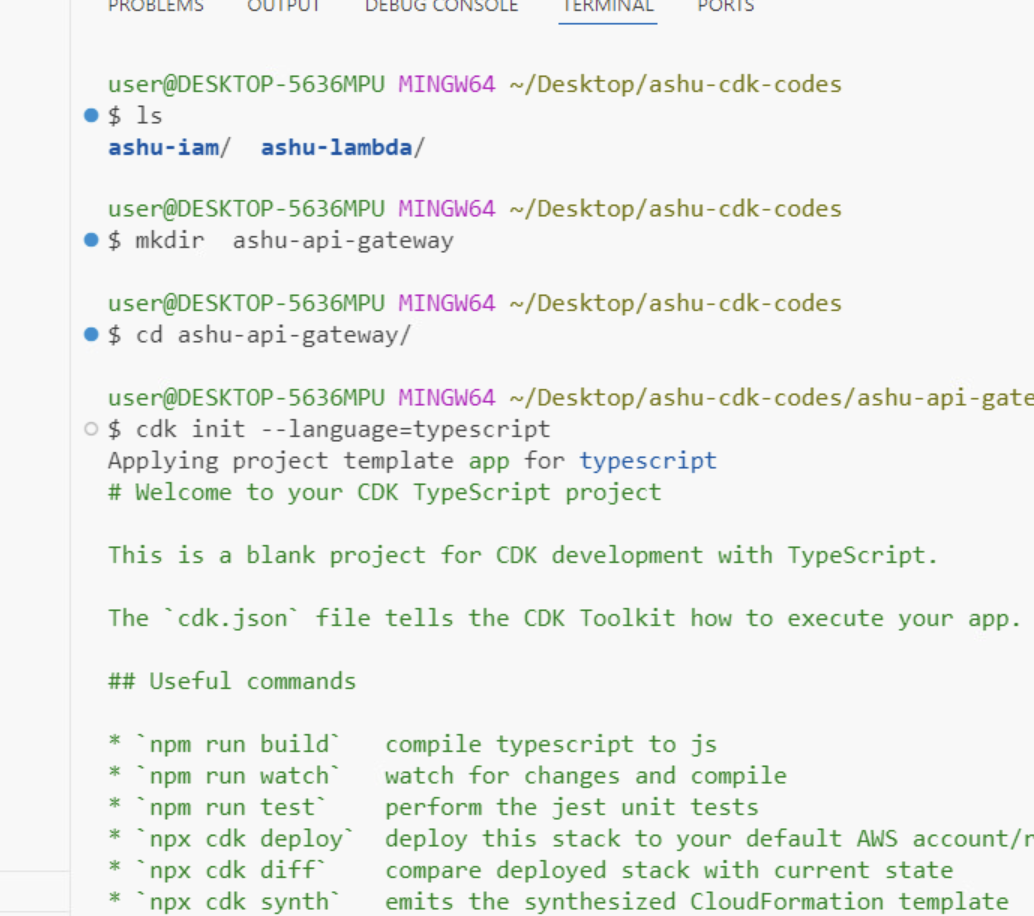 PROBLEMS OUTPUT DEBUG CONSOLE TERMINAL PORTS
user@DESKTOP-5636MPU MINGW64 ~/Desktop/ashu-cdk-codes
$ ls
ashu-iam/  ashu-lambda/
user@DESKTOP-5636MPU MINGW64 ~/Desktop/ashu-cdk-codes
$ mkdir  ashu-api-gateway
user@DESKTOP-5636MPU MINGW64 ~/Desktop/ashu-cdk-codes
$ cd ashu-api-gateway/
user@DESKTOP-5636MPU MINGW64 ~/Desktop/ashu-cdk-codes/ashu-api-gate
$ cdk init --language=typescript
Applying project template app for typescript
# Welcome to your CDK TypeScript project
This is a blank project for CDK development with TypeScript.
The `cdk.json` file tells the CDK Toolkit how to execute your app.
## Useful commands
* `npm run build`   compile typescript to js
* `npm run watch`   watch for changes and compile
* `npm run test`    perform the jest unit tests
* `npx cdk deploy`  deploy this stack to your default AWS account/r
* `npx cdk diff`    compare deployed stack with current state
* `npx cdk synth`   emits the synthesized CloudFormation template